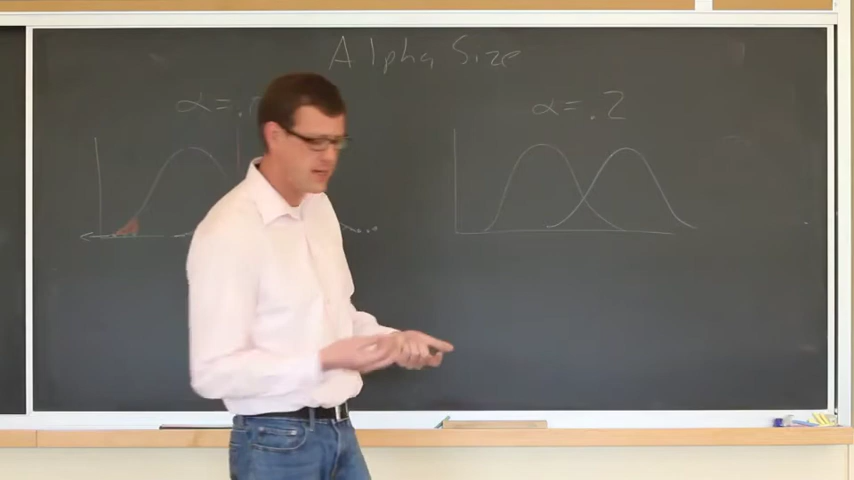 Alpha Size
α = .
α = .2